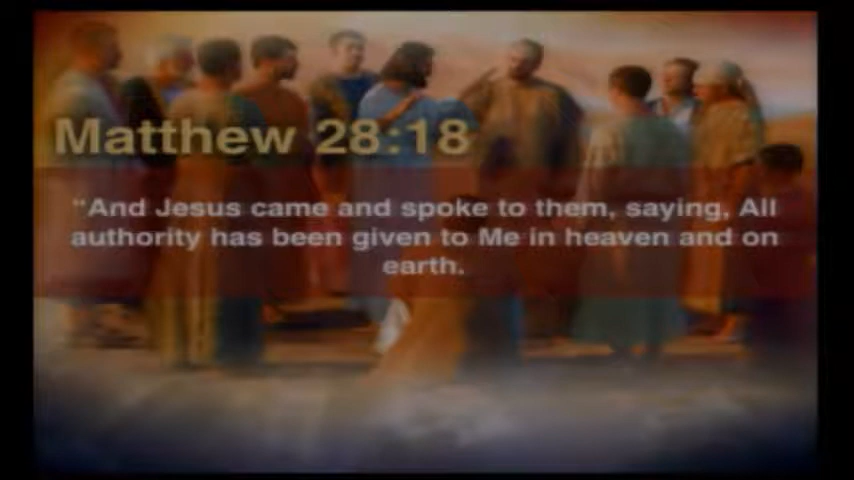 Matthew 28:18
"And Jesus came and spoke to them, saying, All
authority has been given to Me in heaven and on
earth.